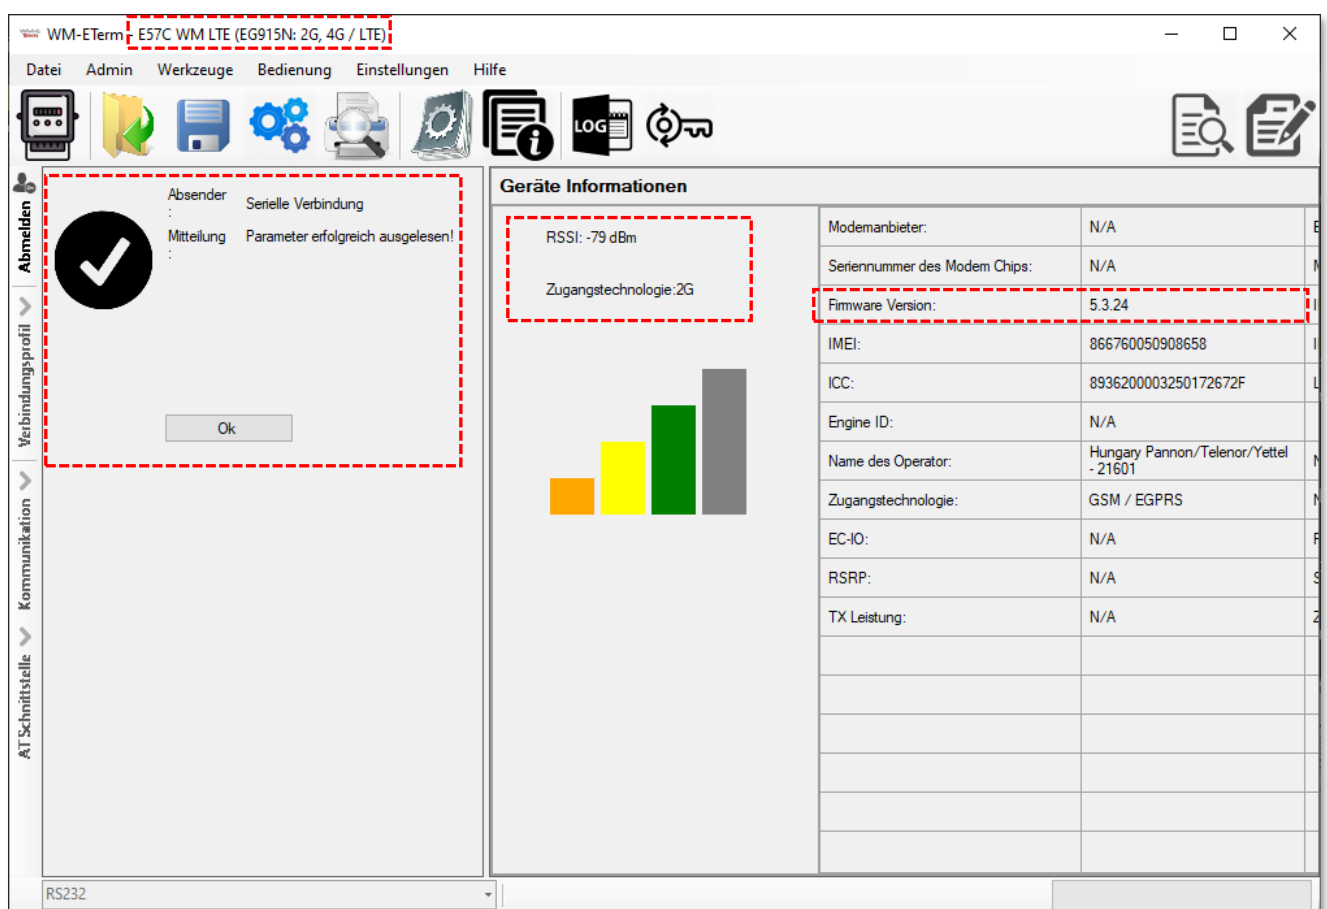 WM-ETerm - E57C WM LTE (EG915N: 2G, 4G / LTE)
Datei Admin Werkzeuge Bedienung Einstellungen Hilfe
LOG
Abmelden
Verbindungsprofil
Kommunikation
AT Schnittstelle
Absender
:
Serielle Verbindung
Mitteilung
:
Parameter erfolgreich ausgelesen!
Ok
Geräte Informationen
RSSI: -79 dBm
Zugangstechnologie:2G
Modemanbieter: N/A
Seriennummer des Modem Chips: N/A
Firmware Version: 5.3.24
IMEI: 866760050908658
ICC: 8936200003250172672F
Engine ID: N/A
Name des Operator: Hungary Pannon/Telenor/Yettel
- 21601
Zugangstechnologie: GSM / EGPRS
EC-IO: N/A
RSRP: N/A
TX Leistung: N/A
RS232